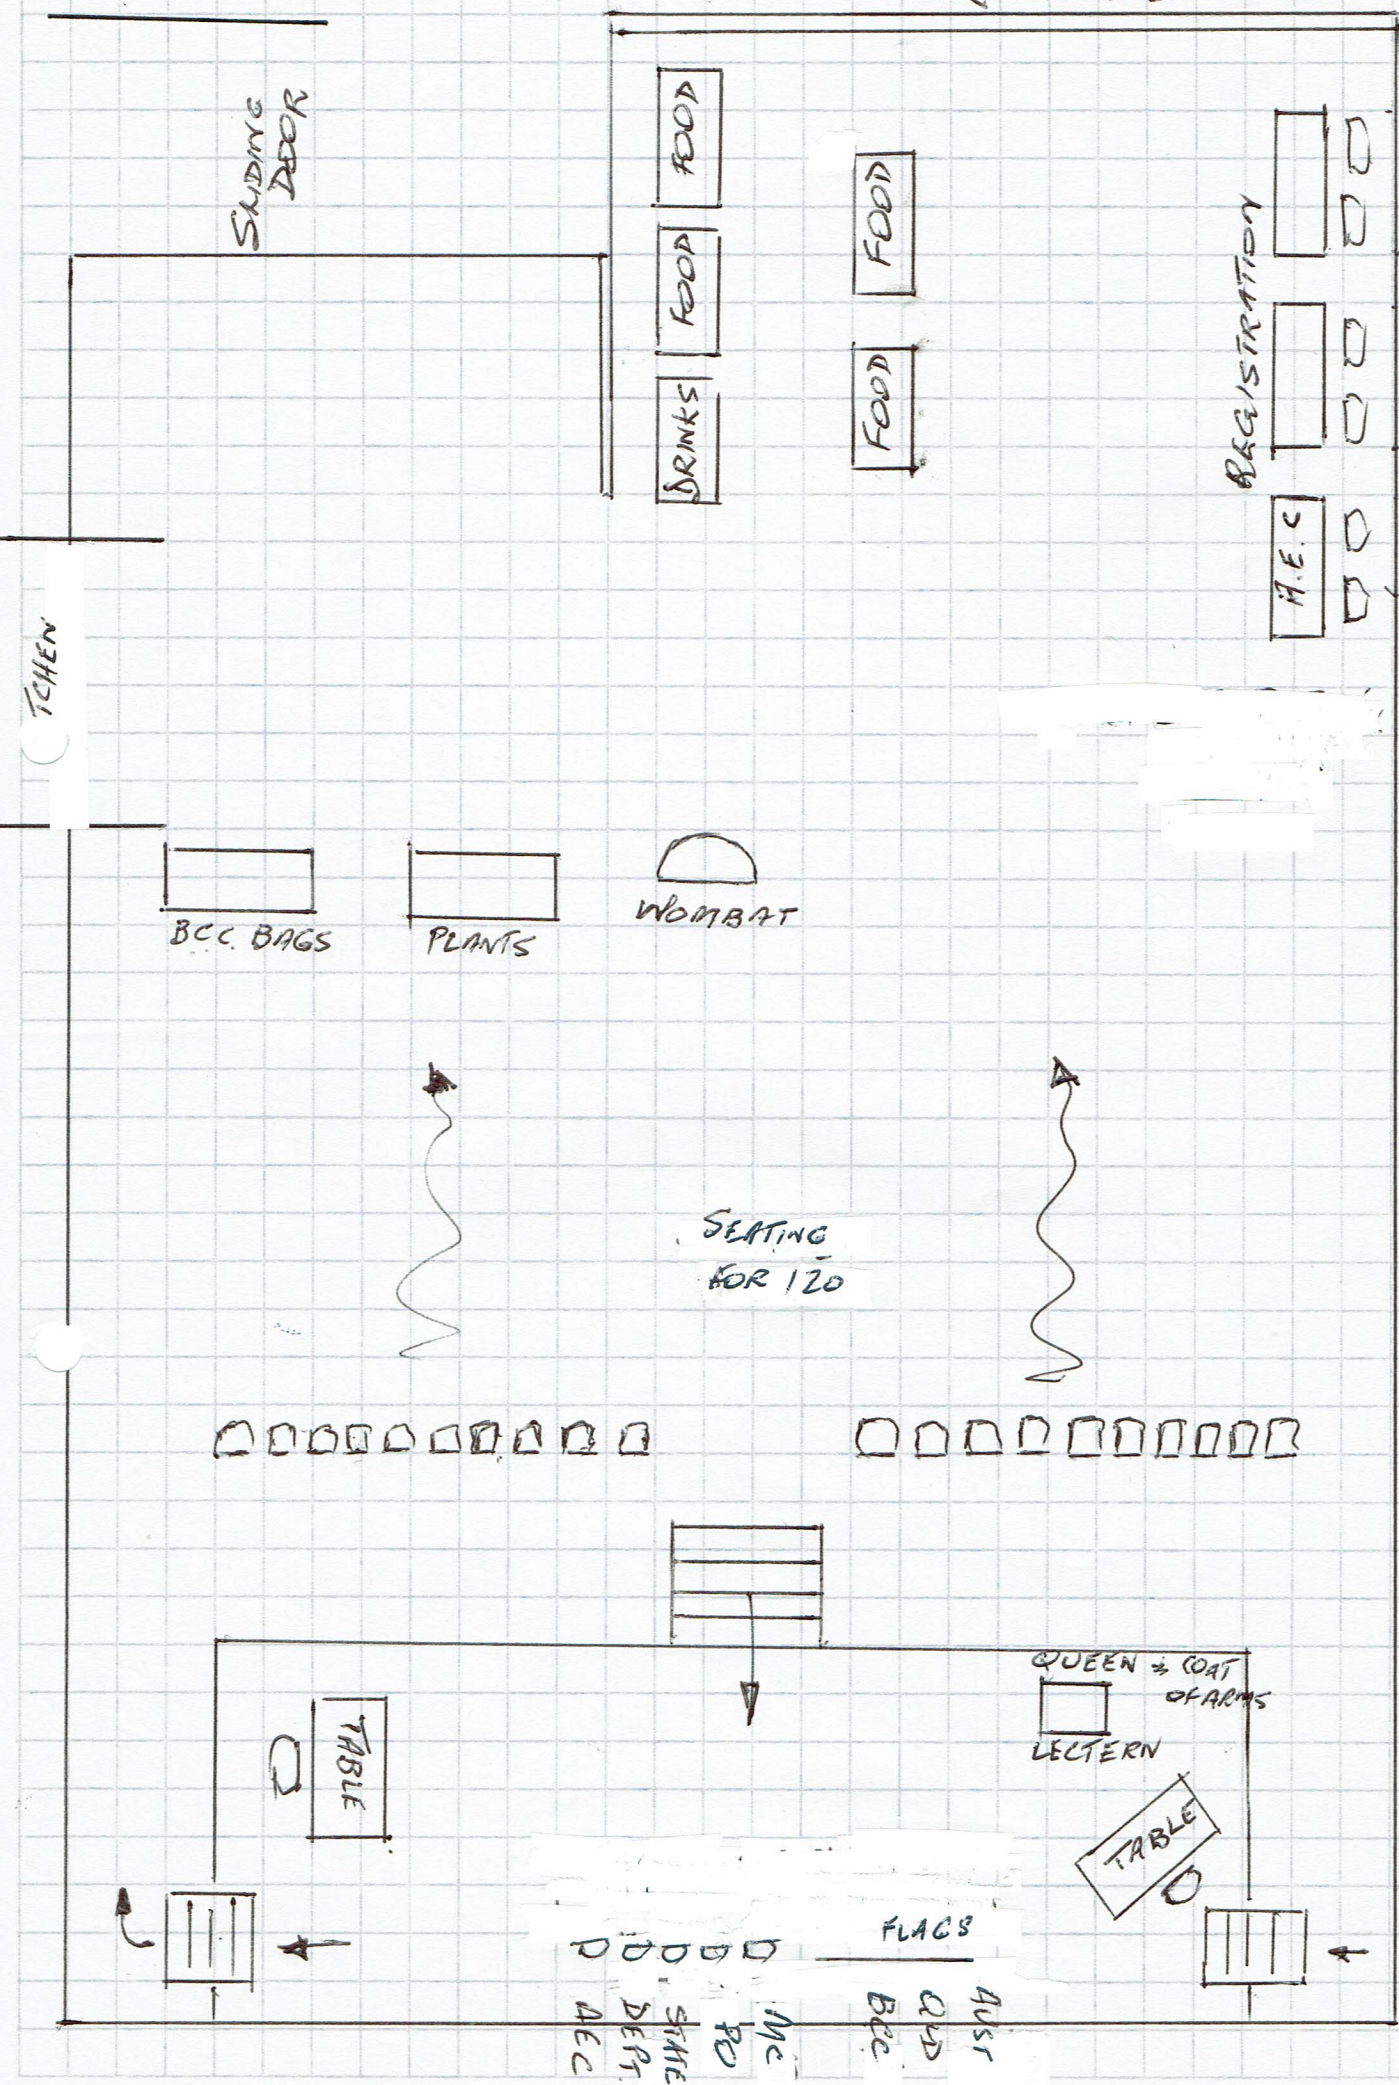 SLIDING
DOOR
FOOD
FOOD
DRINKS
FOOD
FOOD
REGISTRATION
A.E.C
TCHEN
BCC. BAGS
PLANTS
WOMBAT
SEATING
FOR 120
QUEEN & COAT
OF ARMS
LECTERN
TABLE
TABLE
FLAGS
AEC
DEPT.
STATE
PO
MC
BCC
QLD
AUST